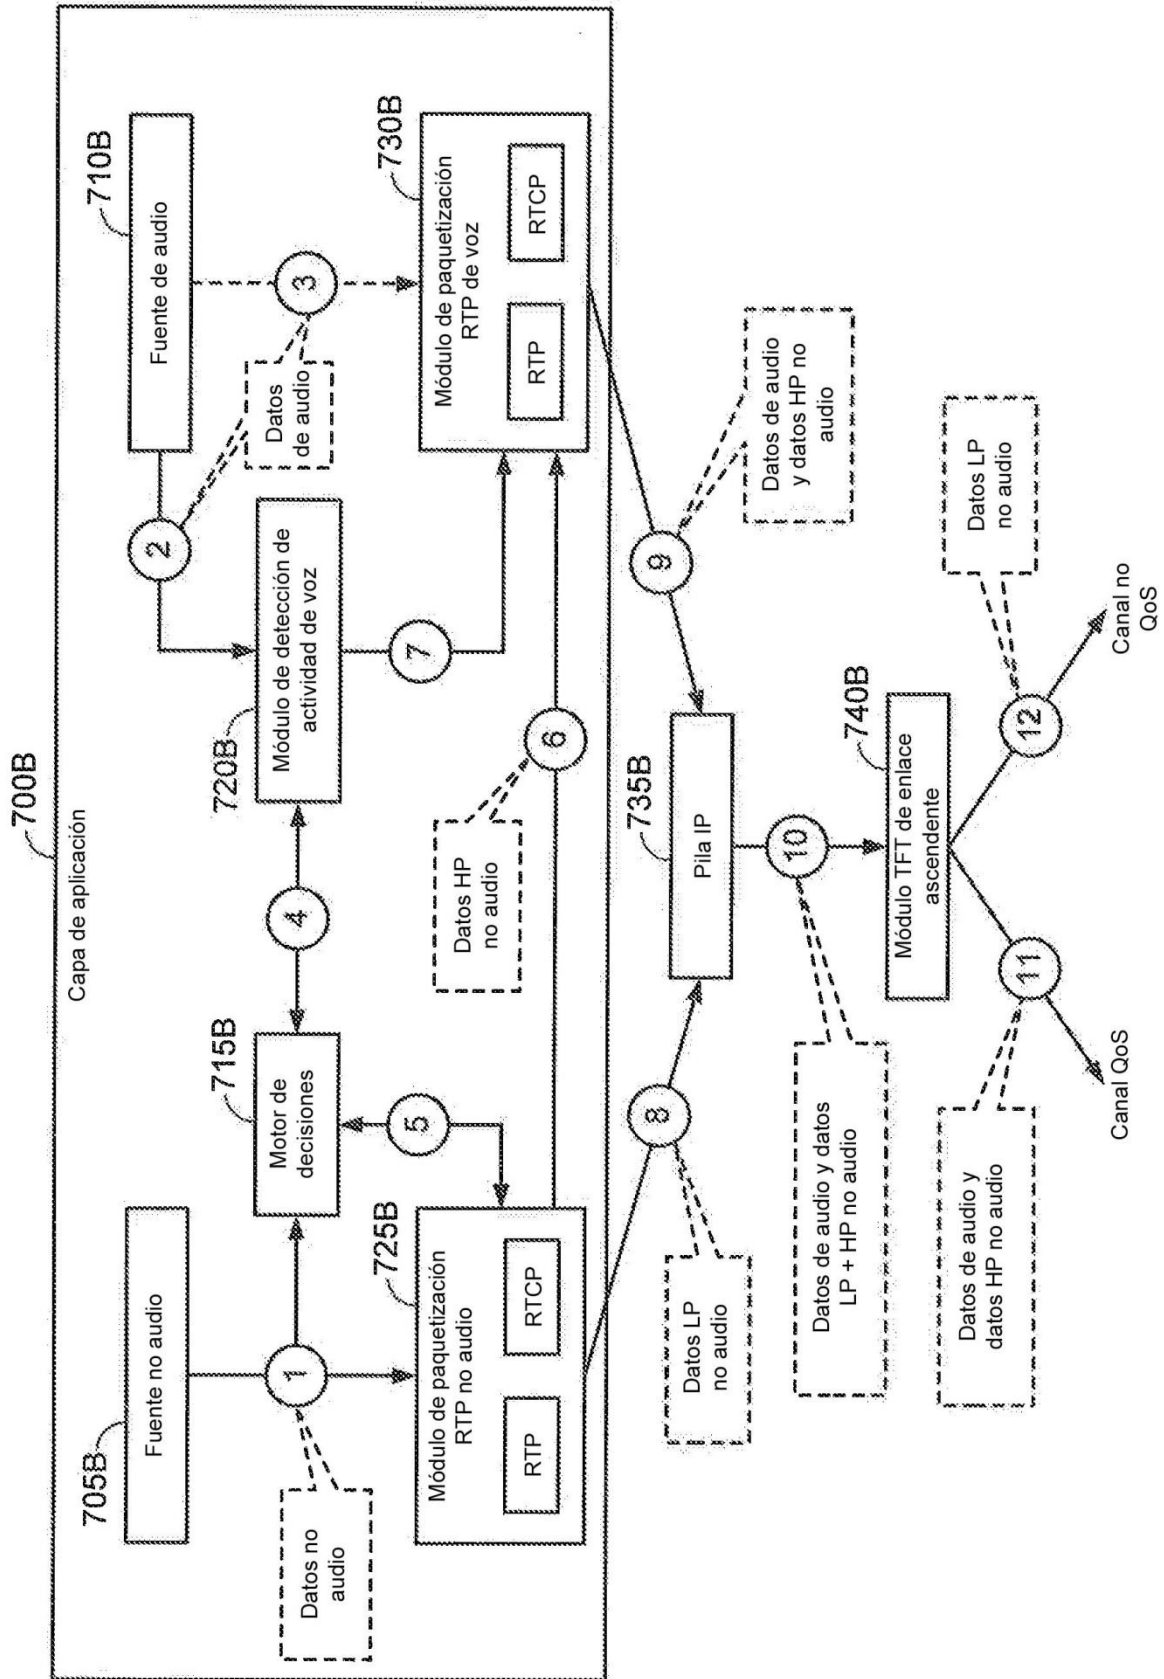 700B
Capa de aplicación
705B
Fuente no audio
710B
Fuente de audio
1
Datos no
audio
2
3
Datos
de audio
715B
Motor de
decisiones
4
720B
Módulo de detección de
actividad de voz
5
7
725B
Módulo de paquetización
RTP no audio
RTP
RTCP
Datos HP
no audio
6
730B
Módulo de paquetización
RTP de voz
RTP
RTCP
8
Datos LP
no audio
735B
Pila IP
9
Datos de audio
y datos HP no
audio
10
Datos de audio y datos
LP + HP no audio
740B
Módulo TFT de enlace
ascendente
11
Datos de audio y
datos HP no audio
12
Datos LP
no audio
Canal QoS
Canal no
QoS